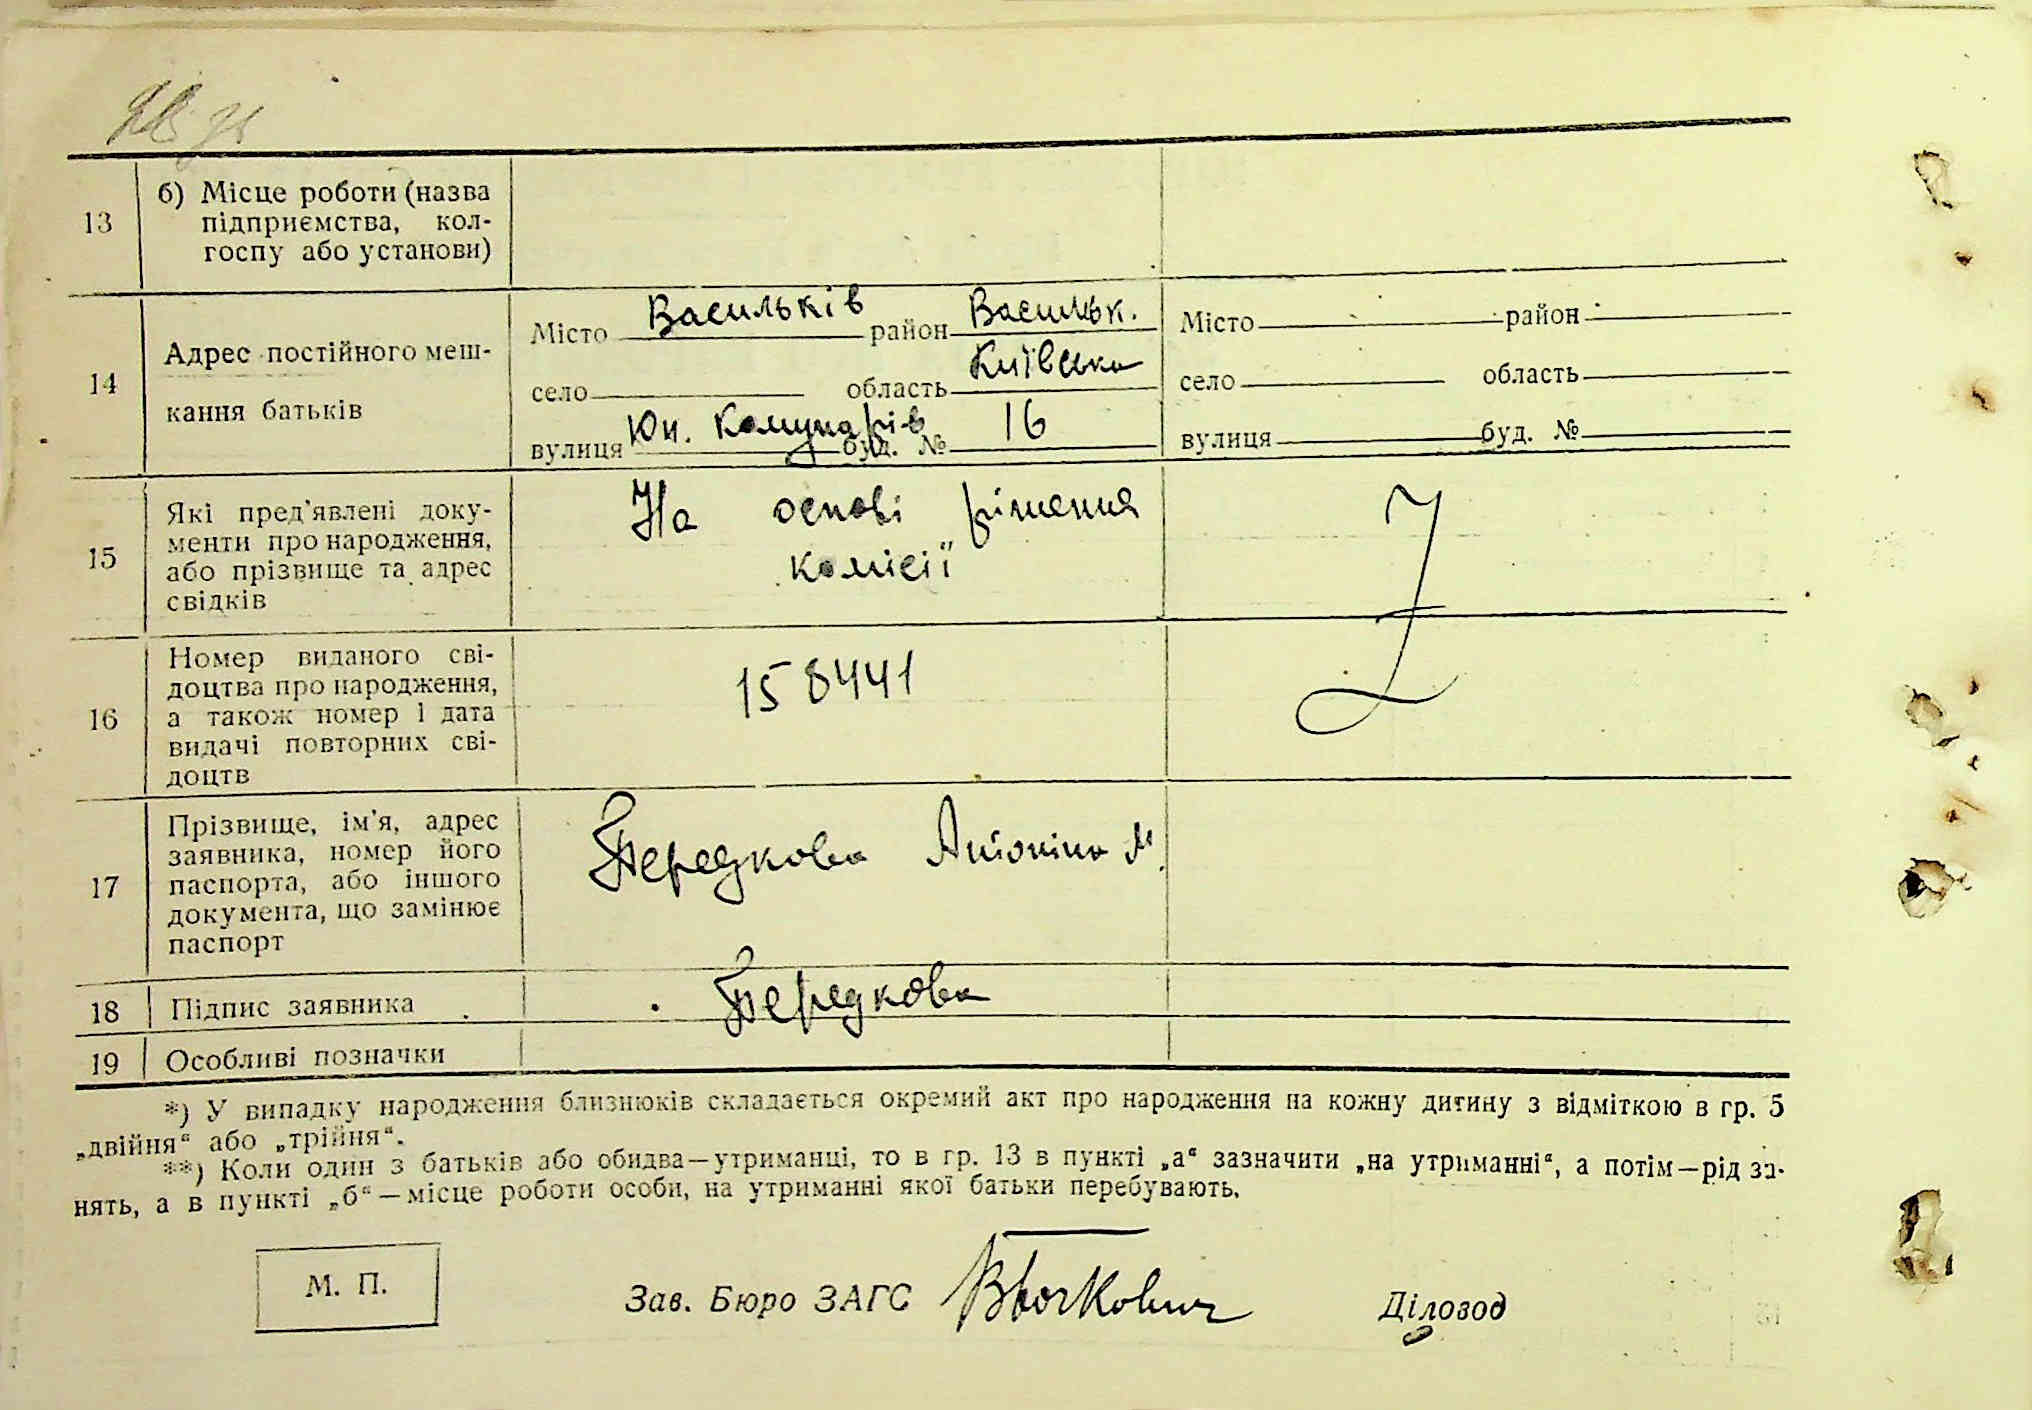 13
б) Місце роботи (назва
підприємства, кол-
госпу або установи)
14
Адрес постійного меш-
кання батьків
Місто Васильків район Васильк.
село область Київська
вулиця Юн. Комунарів буд. № 16
Місто район
село область
вулиця буд. №
15
Які пред'явлені доку-
менти про народження,
або прізвище та адрес
свідків
На основі рішення
комісії
16
Номер виданого сві-
доцтва про народження,
а також номер і дата
видачі повторних сві-
доцтв
158441
17
Прізвище, ім'я, адрес
заявника, номер його
паспорта, або іншого
документа, що замінює
паспорт
Передкова Антоніна М.
18
Підпис заявника
Передкова
19
Особливі позначки
*) У випадку народження близнюків складається окремий акт про народження на кожну дитину з відміткою в гр. 5
„двійня“ або „трійня“.
**) Коли один з батьків або обидва—утриманці, то в гр. 13 в пункті „а“ зазначити „на утриманні“, а потім—рід за-
нять, а в пункті „б“—місце роботи особи, на утриманні якої батьки перебувають.
М. П.
Зав. Бюро ЗАГС
Діловод